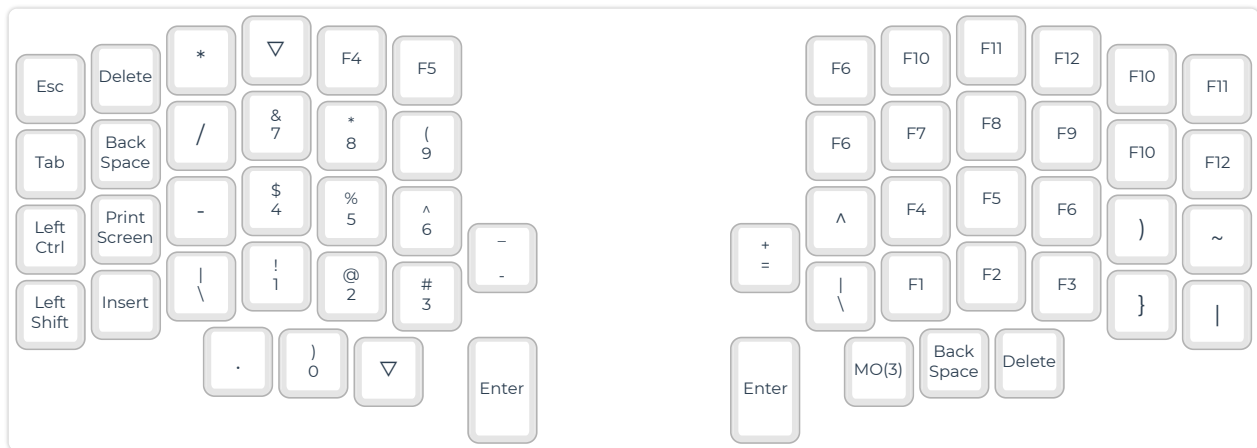 Esc
Delete
*
▽
F4
F5
F6
F10
F11
F12
F10
F11
Tab
Back
Space
/
&
7
*
8
(
9
F6
F7
F8
F9
F10
F12
Left
Ctrl
Print
Screen
-
$
4
%
5
^
6
_
-
+
=
^
F4
F5
F6
)
~
Left
Shift
Insert
|
\
!
1
@
2
#
3
|
\
F1
F2
F3
}
|
.
)
0
▽
Enter
Enter
MO(3)
Back
Space
Delete